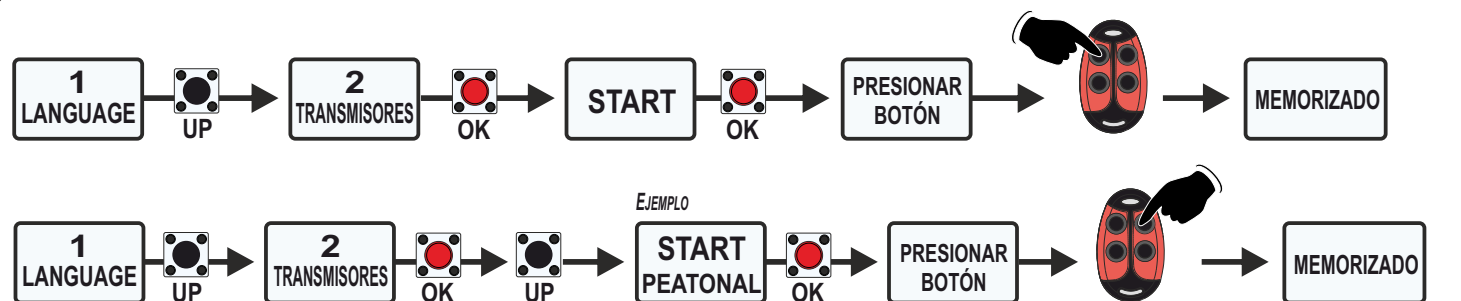 1
LANGUAGE
UP
2
TRANSMISORES
OK
START
OK
PRESIONAR
BOTÓN
MEMORIZADO
EJEMPLO
1
LANGUAGE
UP
2
TRANSMISORES
OK
UP
START
PEATONAL
OK
PRESIONAR
BOTÓN
MEMORIZADO